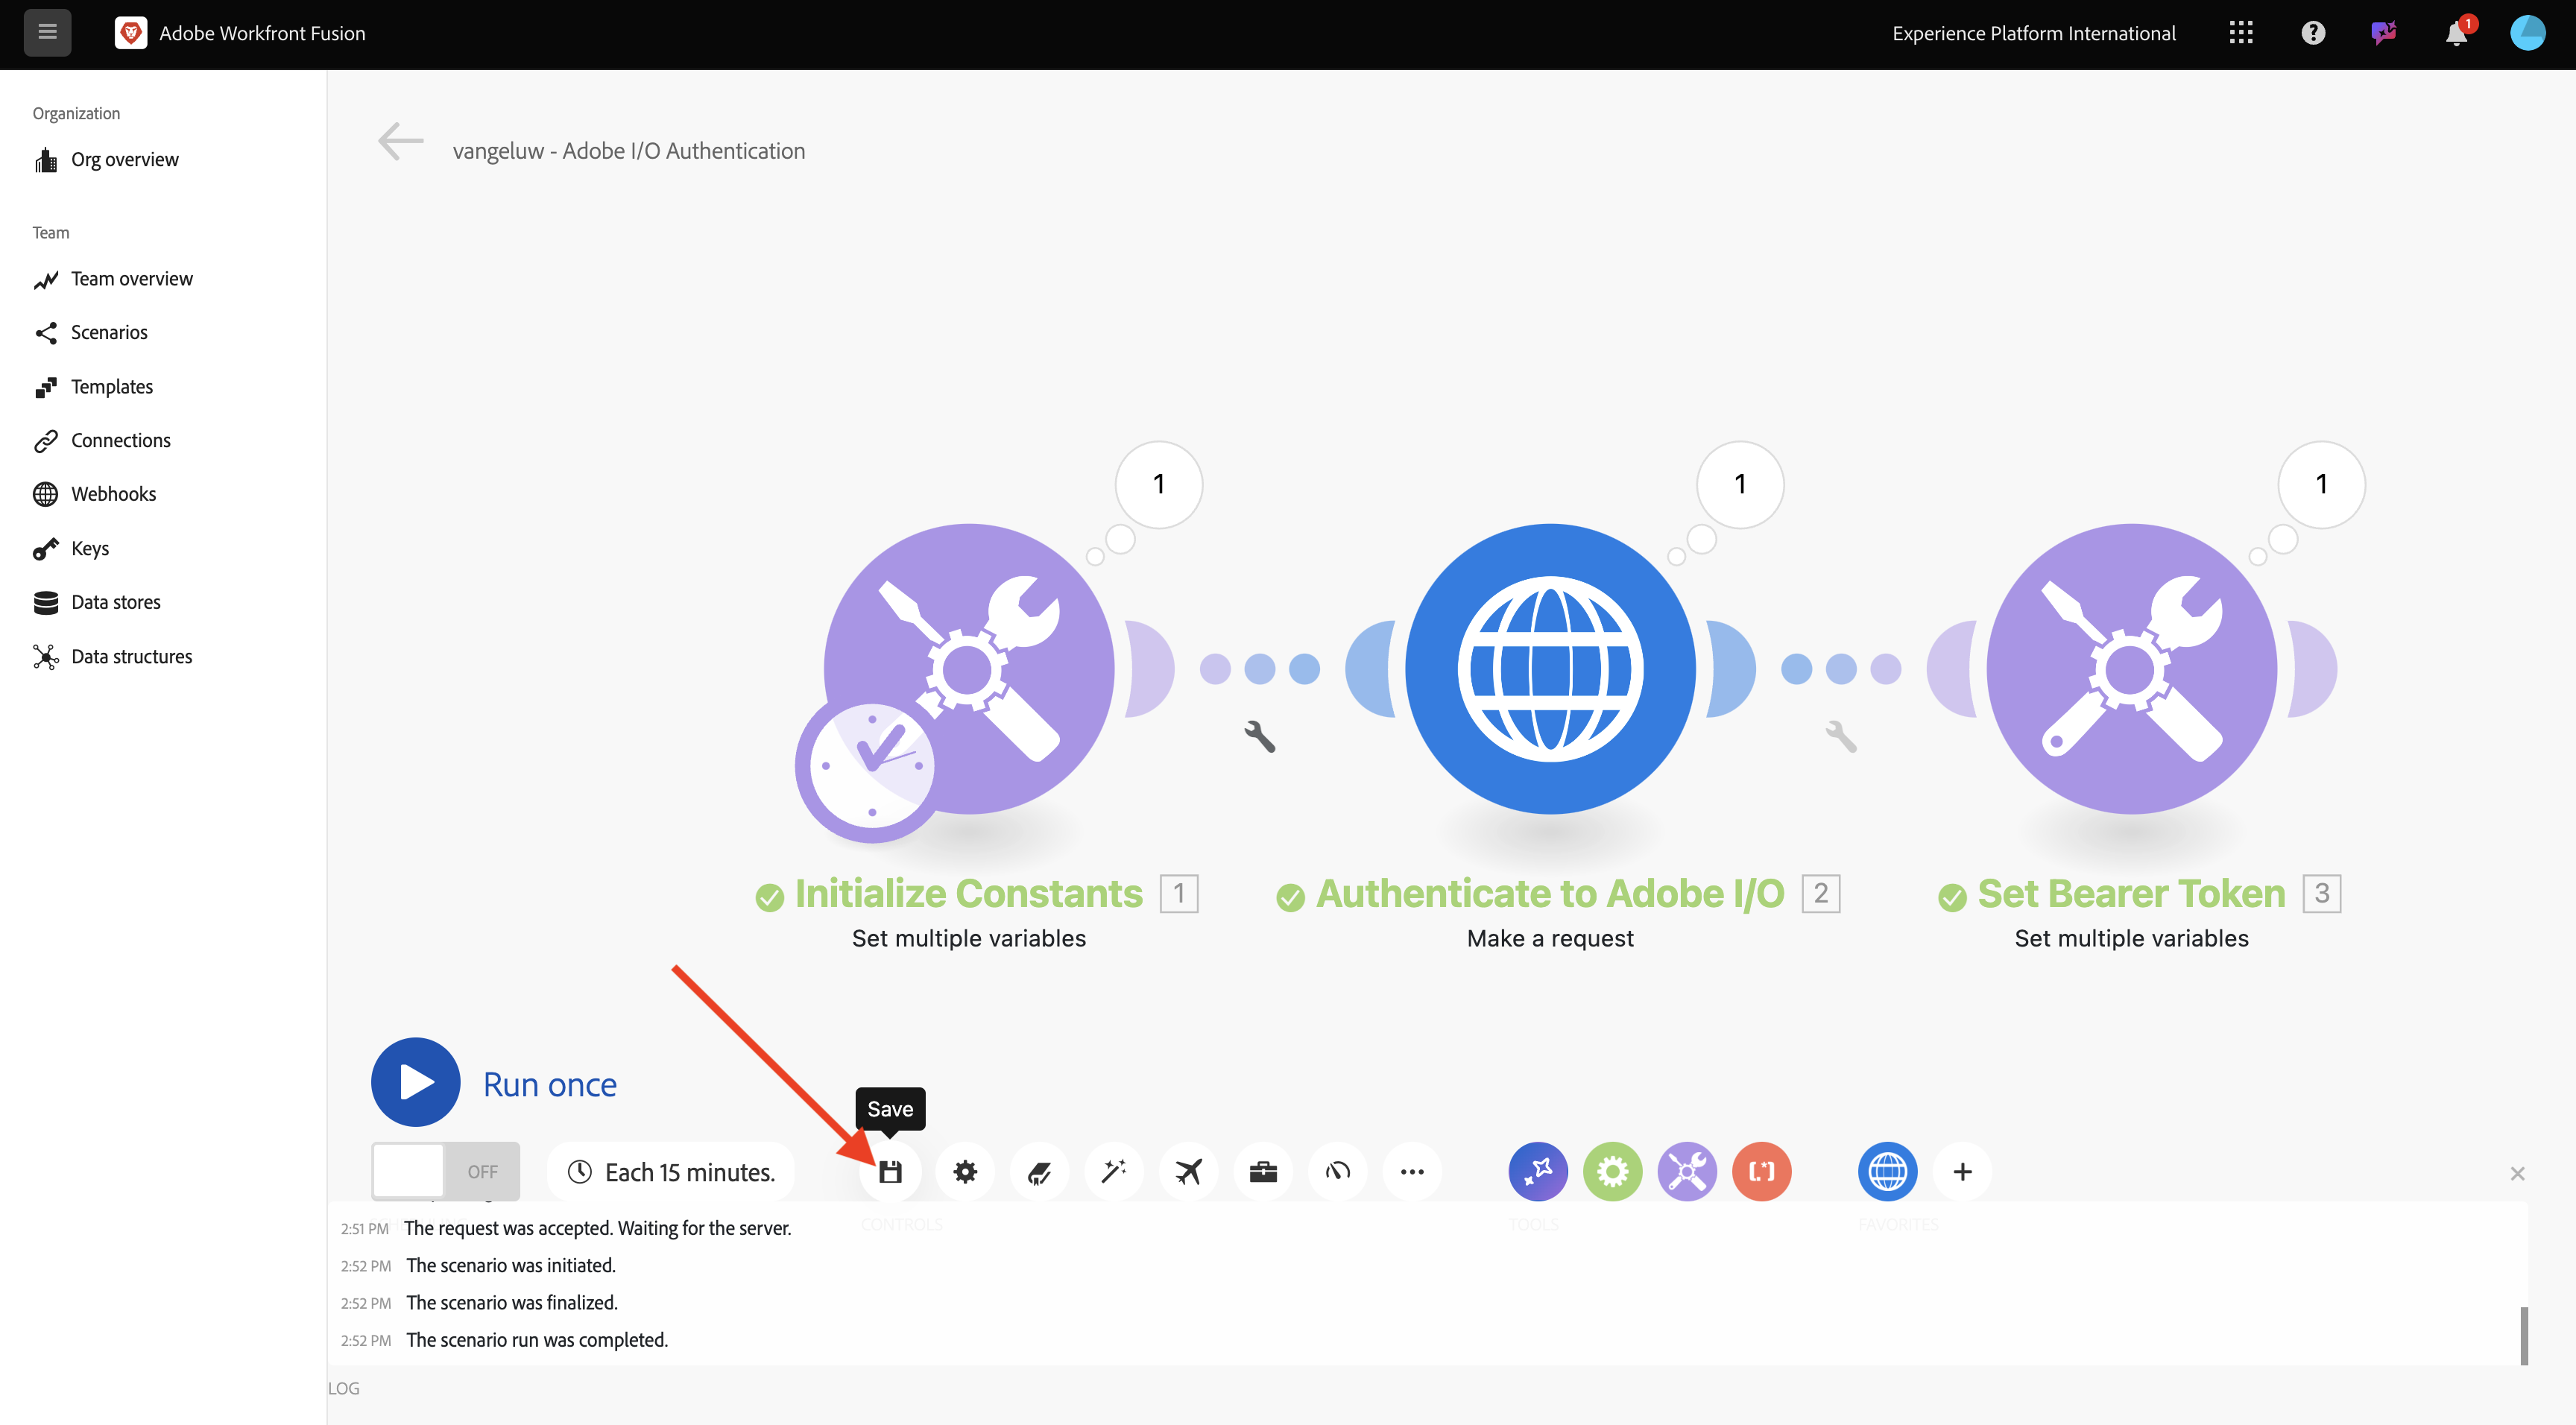 Adobe Workfront Fusion
Experience Platform International
1
Organization
Org overview
Team
Team overview
Scenarios
Templates
Connections
Webhooks
Keys
Data stores
Data structures
vangeluw - Adobe I/O Authentication
1
1
1
Initialize Constants 1
Set multiple variables
Authenticate to Adobe I/O 2
Make a request
Set Bearer Token 3
Set multiple variables
Run once
Save
OFF
Each 15 minutes.
CONTROLS
TOOLS
FAVORITES
2:51 PM The request was accepted. Waiting for the server.
2:52 PM The scenario was initiated.
2:52 PM The scenario was finalized.
2:52 PM The scenario run was completed.
LOG